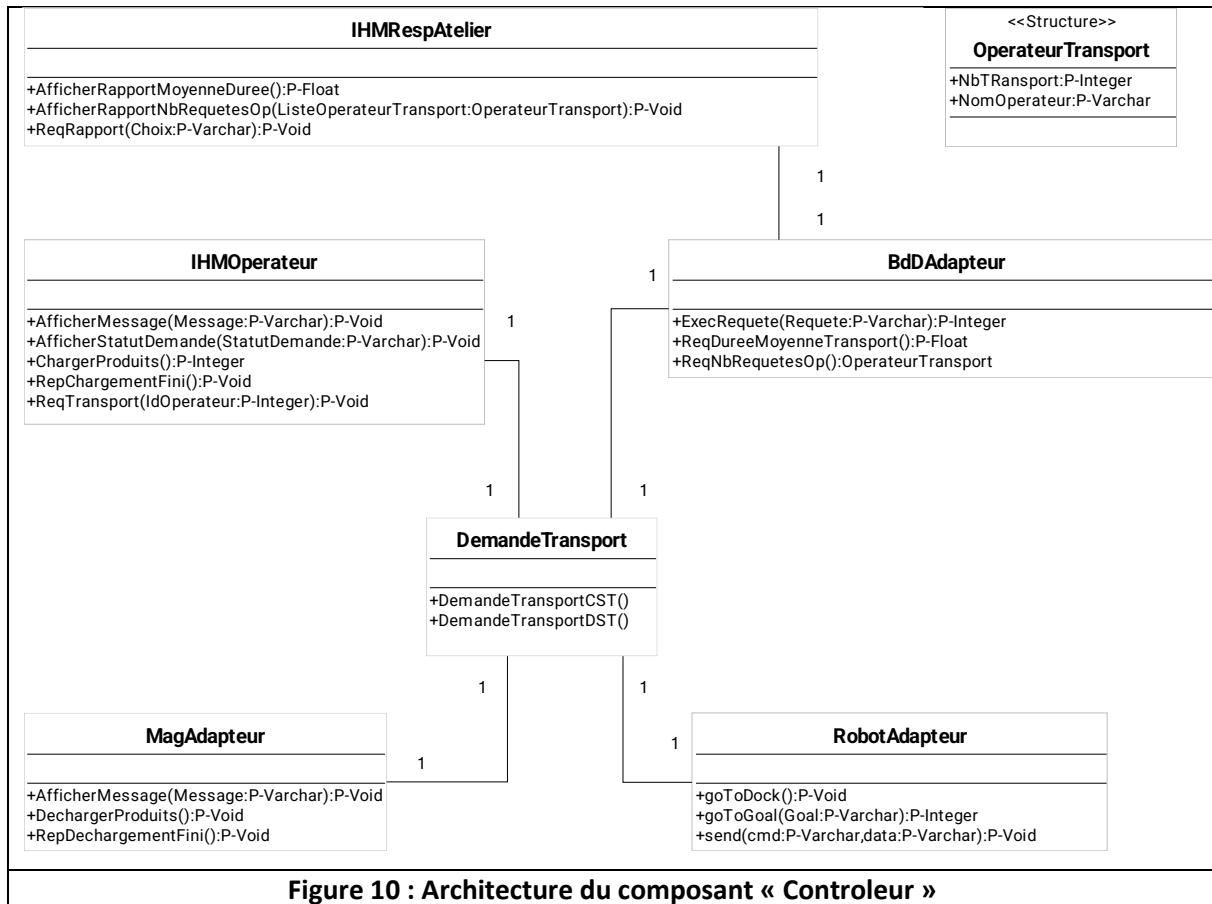 IHMRespAtelier
+AfficherRapportMoyenneDuree():P-Float
+AfficherRapportNbRequetesOp(ListeOperateurTransport:OperateurTransport):P-Void
+ReqRapport(Choix:P-Varchar):P-Void
<<Structure>>
OperateurTransport
+NbTRansport:P-Integer
+NomOperateur:P-Varchar
1
1
IHMOperateur
+AfficherMessage(Message:P-Varchar):P-Void
+AfficherStatutDemande(StatutDemande:P-Varchar):P-Void
+ChargerProduits():P-Integer
+RepChargementFini():P-Void
+ReqTransport(IdOperateur:P-Integer):P-Void
1
1
BdDAdapteur
+ExecRequete(Requete:P-Varchar):P-Integer
+ReqDureeMoyenneTransport():P-Float
+ReqNbRequetesOp():OperateurTransport
1
1
DemandeTransport
+DemandeTransportCST()
+DemandeTransportDST()
1
1
MagAdapteur
+AfficherMessage(Message:P-Varchar):P-Void
+DechargerProduits():P-Void
+RepDechargementFini():P-Void
1
1
RobotAdapteur
+goToDock():P-Void
+goToGoal(Goal:P-Varchar):P-Integer
+send(cmd:P-Varchar,data:P-Varchar):P-Void
Figure 10 : Architecture du composant « Controleur »